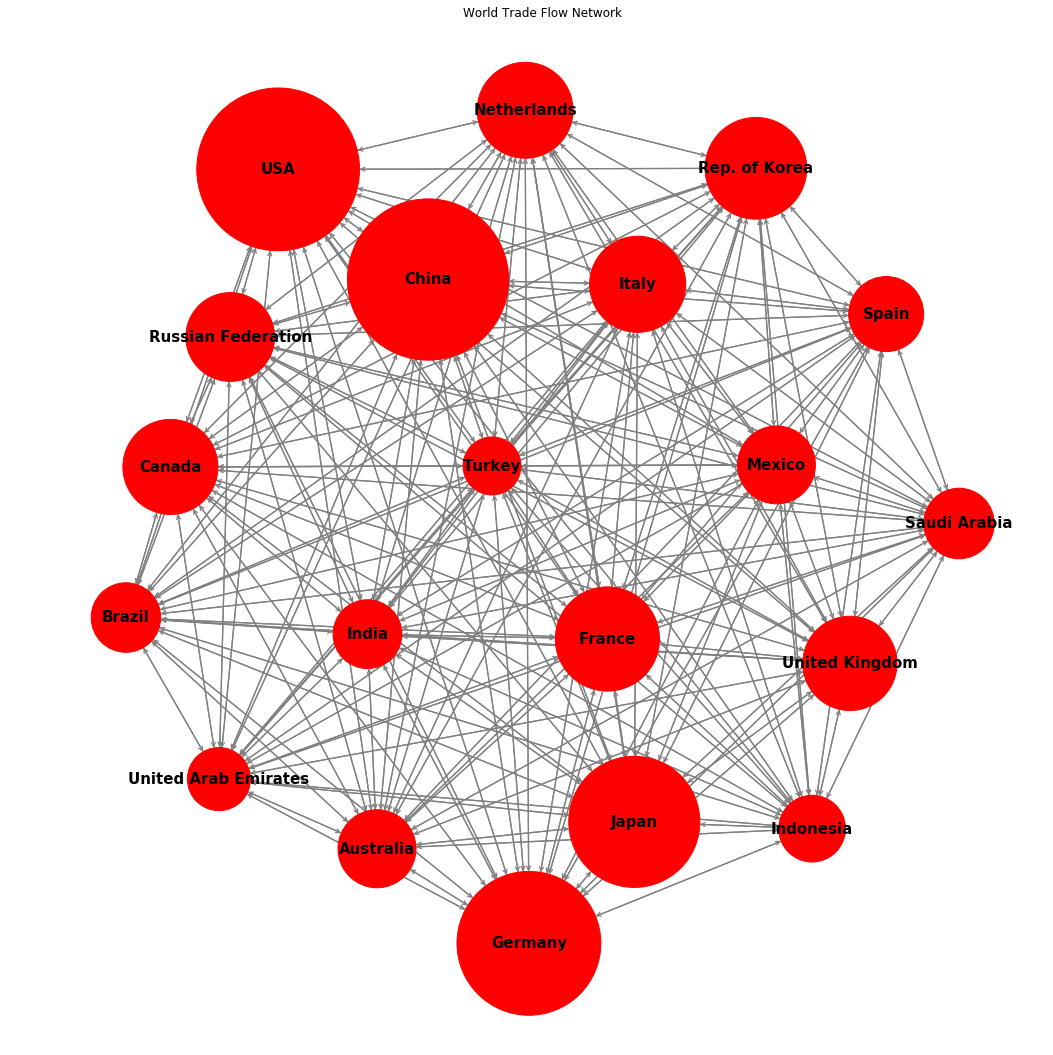 World Trade Flow Network
Netherlands
USA
Rep. of Korea
China
Italy
Spain
Russian Federation
Canada
Turkey
Mexico
Saudi Arabia
Brazil
India
France
United Kingdom
United Arab Emirates
Japan
Indonesia
Australia
Germany